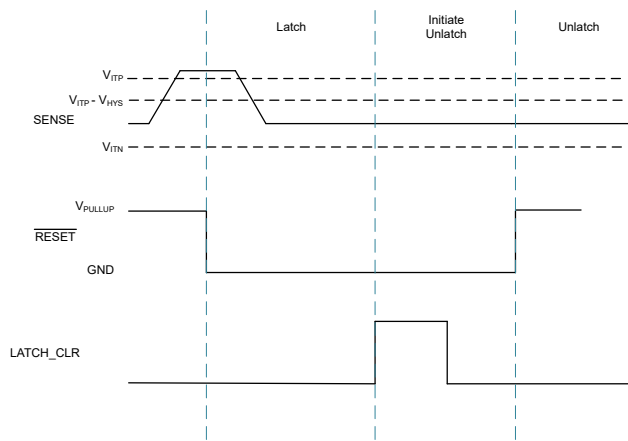 Latch
Initiate
Unlatch
Unlatch
VITP
VITP - VHYS
SENSE
VITN
VPULLUP
RESET
GND
LATCH_CLR